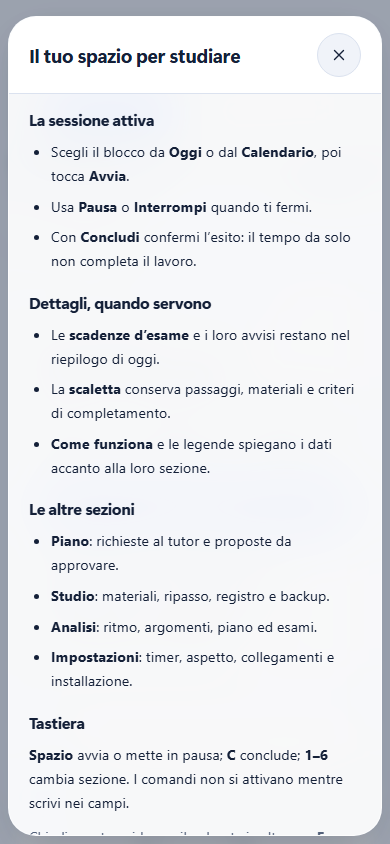 Il tuo spazio per studiare
La sessione attiva
• Scegli il blocco da Oggi o dal Calendario, poi
tocca Avvia.
• Usa Pausa o Interrompi quando ti fermi.
• Con Concludi confermi l’esito: il tempo da solo
non completa il lavoro.
Dettagli, quando servono
• Le scadenze d’esame e i loro avvisi restano nel
riepilogo di oggi.
• La scaletta conserva passaggi, materiali e criteri
di completamento.
• Come funziona e le legende spiegano i dati
accanto alla loro sezione.
Le altre sezioni
• Piano: richieste al tutor e proposte da
approvare.
• Studio: materiali, ripasso, registro e backup.
• Analisi: ritmo, argomenti, piano ed esami.
• Impostazioni: timer, aspetto, collegamenti e
installazione.
Tastiera
Spazio avvia o mette in pausa; C conclude; 1–6
cambia sezione. I comandi non si attivano mentre
scrivi nei campi.